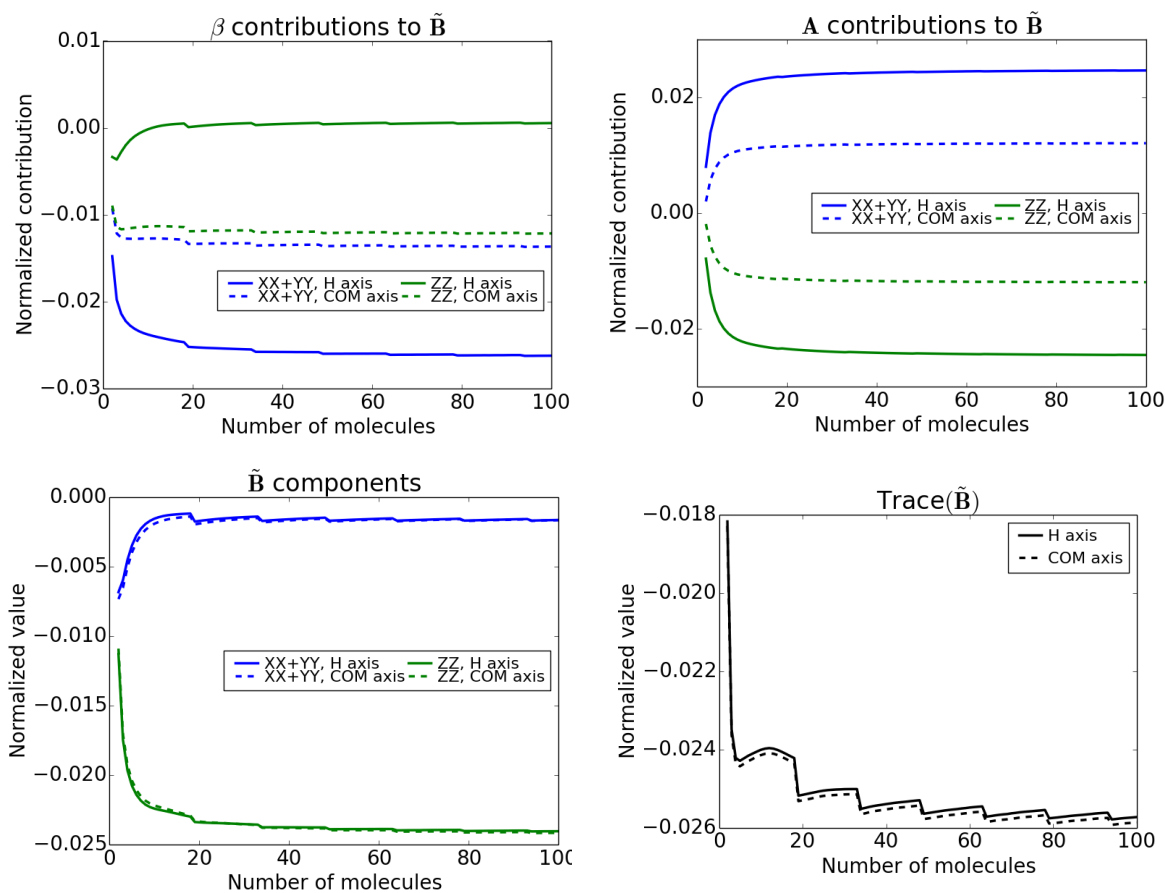 β contributions to B̃
0.01
0.00
−0.01
−0.02
−0.03
Normalized contribution
XX+YY, H axis
XX+YY, COM axis
ZZ, H axis
ZZ, COM axis
0 20 40 60 80 100
Number of molecules
A contributions to B̃
0.02
0.00
−0.02
Normalized contribution
XX+YY, H axis
XX+YY, COM axis
ZZ, H axis
ZZ, COM axis
0 20 40 60 80 100
Number of molecules
B̃ components
0.000
−0.005
−0.010
−0.015
−0.020
−0.025
Normalized value
XX+YY, H axis
XX+YY, COM axis
ZZ, H axis
ZZ, COM axis
0 20 40 60 80 100
Number of molecules
Trace(B̃)
−0.018
−0.020
−0.022
−0.024
−0.026
Normalized value
H axis
COM axis
0 20 40 60 80 100
Number of molecules